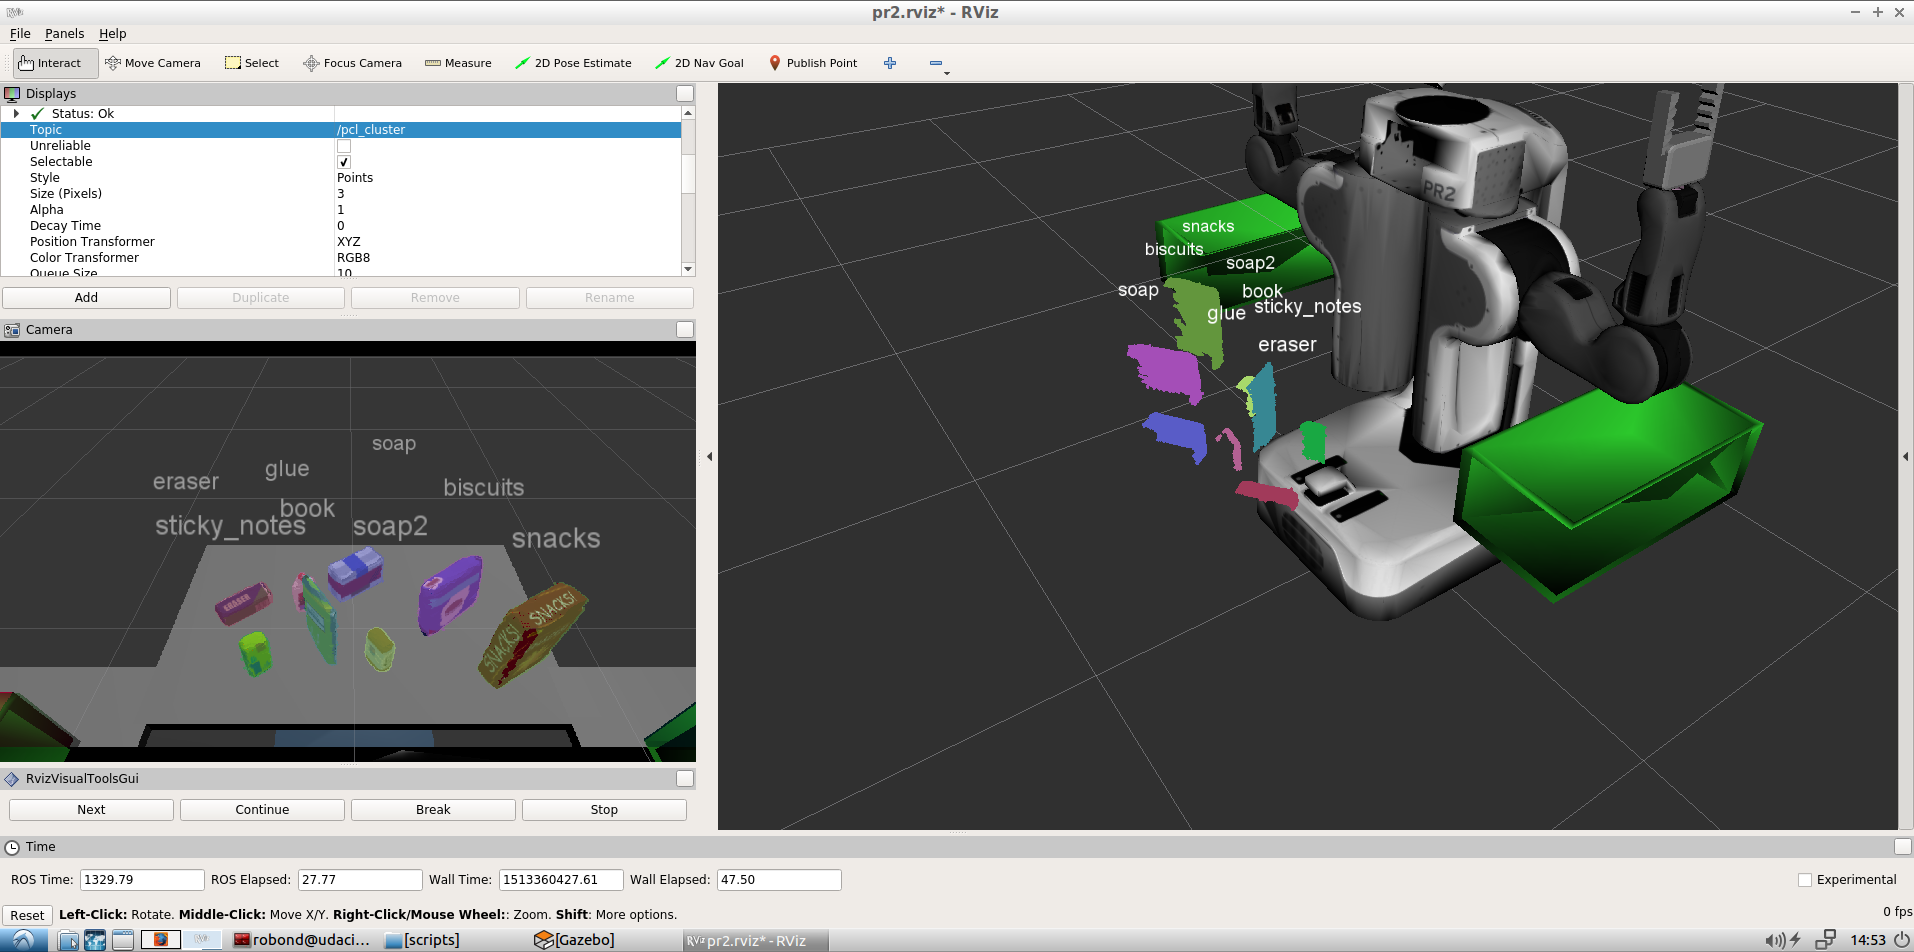 pr2.rviz* - RViz
File Panels Help
Interact Move Camera Select Focus Camera Measure 2D Pose Estimate 2D Nav Goal Publish Point
Displays
Status: Ok
Topic /pcl_cluster
Unreliable
Selectable
Style Points
Size (Pixels) 3
Alpha 1
Decay Time 0
Position Transformer XYZ
Color Transformer RGB8
Queue Size 10
Add Duplicate Remove Rename
Camera
soap
glue
eraser
biscuits
book
sticky_notes soap2
snacks
ERASER
SNACKS!
SNACKS!
RvizVisualToolsGui
Next Continue Break Stop
PR2
snacks
biscuits
soap2
soap
book
sticky_notes
glue
eraser
Time
ROS Time: 1329.79 ROS Elapsed: 27.77 Wall Time: 1513360427.61 Wall Elapsed: 47.50 Experimental
Reset Left-Click: Rotate. Middle-Click: Move X/Y. Right-Click/Mouse Wheel:: Zoom. Shift: More options. 0 fps
robond@udaci... [scripts] [Gazebo] pr2.rviz* - RViz 14:53